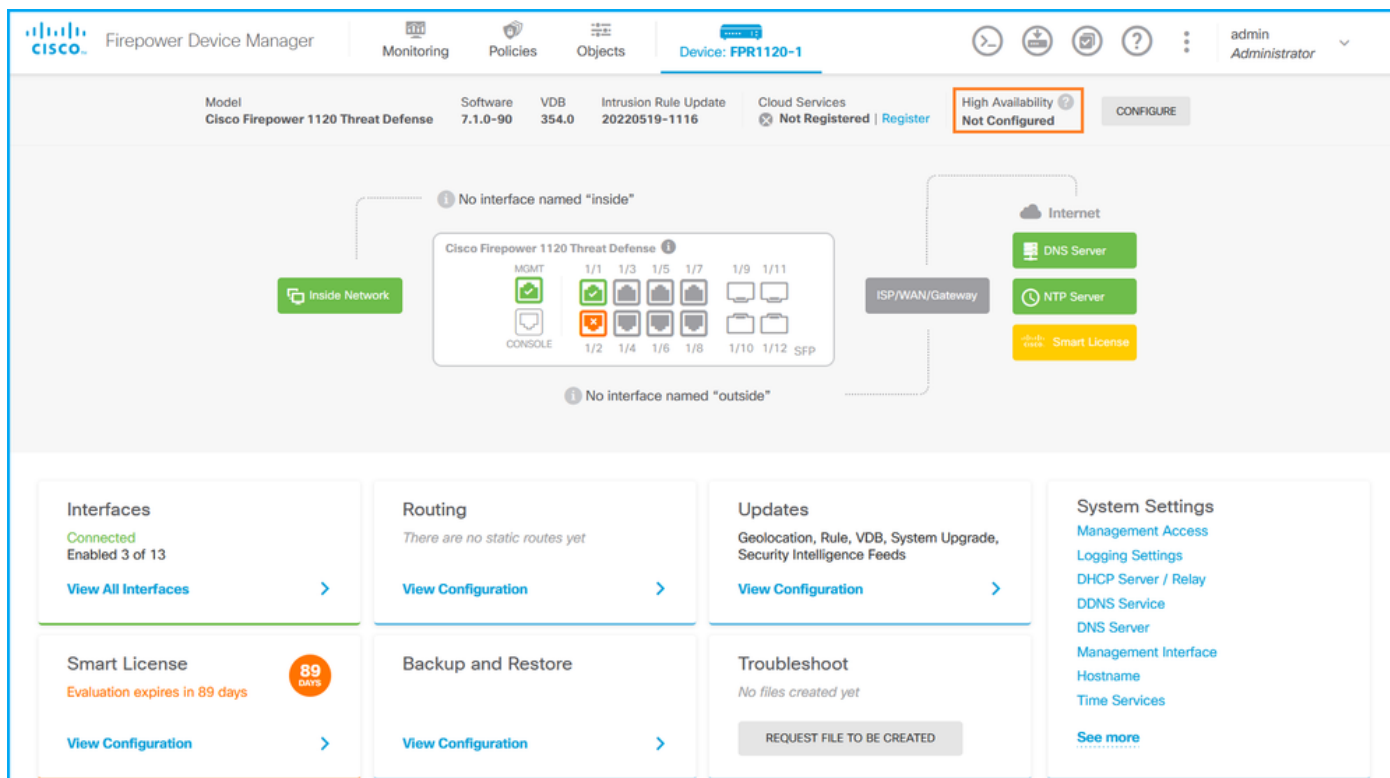 CISCO
Firepower Device Manager
Monitoring
Policies
Objects
Device: FPR1120-1
admin
Administrator
Model
Cisco Firepower 1120 Threat Defense
Software
7.1.0-90
VDB
354.0
Intrusion Rule Update
20220519-1116
Cloud Services
Not Registered | Register
High Availability
Not Configured
CONFIGURE
No interface named “inside”
Internet
Cisco Firepower 1120 Threat Defense
MGMT 1/1 1/3 1/5 1/7 1/9 1/11
CONSOLE 1/2 1/4 1/6 1/8 1/10 1/12 SFP
Inside Network
ISP/WAN/Gateway
DNS Server
NTP Server
Smart License
No interface named “outside”
Interfaces
Connected
Enabled 3 of 13
View All Interfaces
Routing
There are no static routes yet
View Configuration
Updates
Geolocation, Rule, VDB, System Upgrade,
Security Intelligence Feeds
View Configuration
System Settings
Management Access
Logging Settings
DHCP Server / Relay
DDNS Service
DNS Server
Management Interface
Hostname
Time Services
See more
Smart License
89
DAYS
Evaluation expires in 89 days
View Configuration
Backup and Restore
View Configuration
Troubleshoot
No files created yet
REQUEST FILE TO BE CREATED